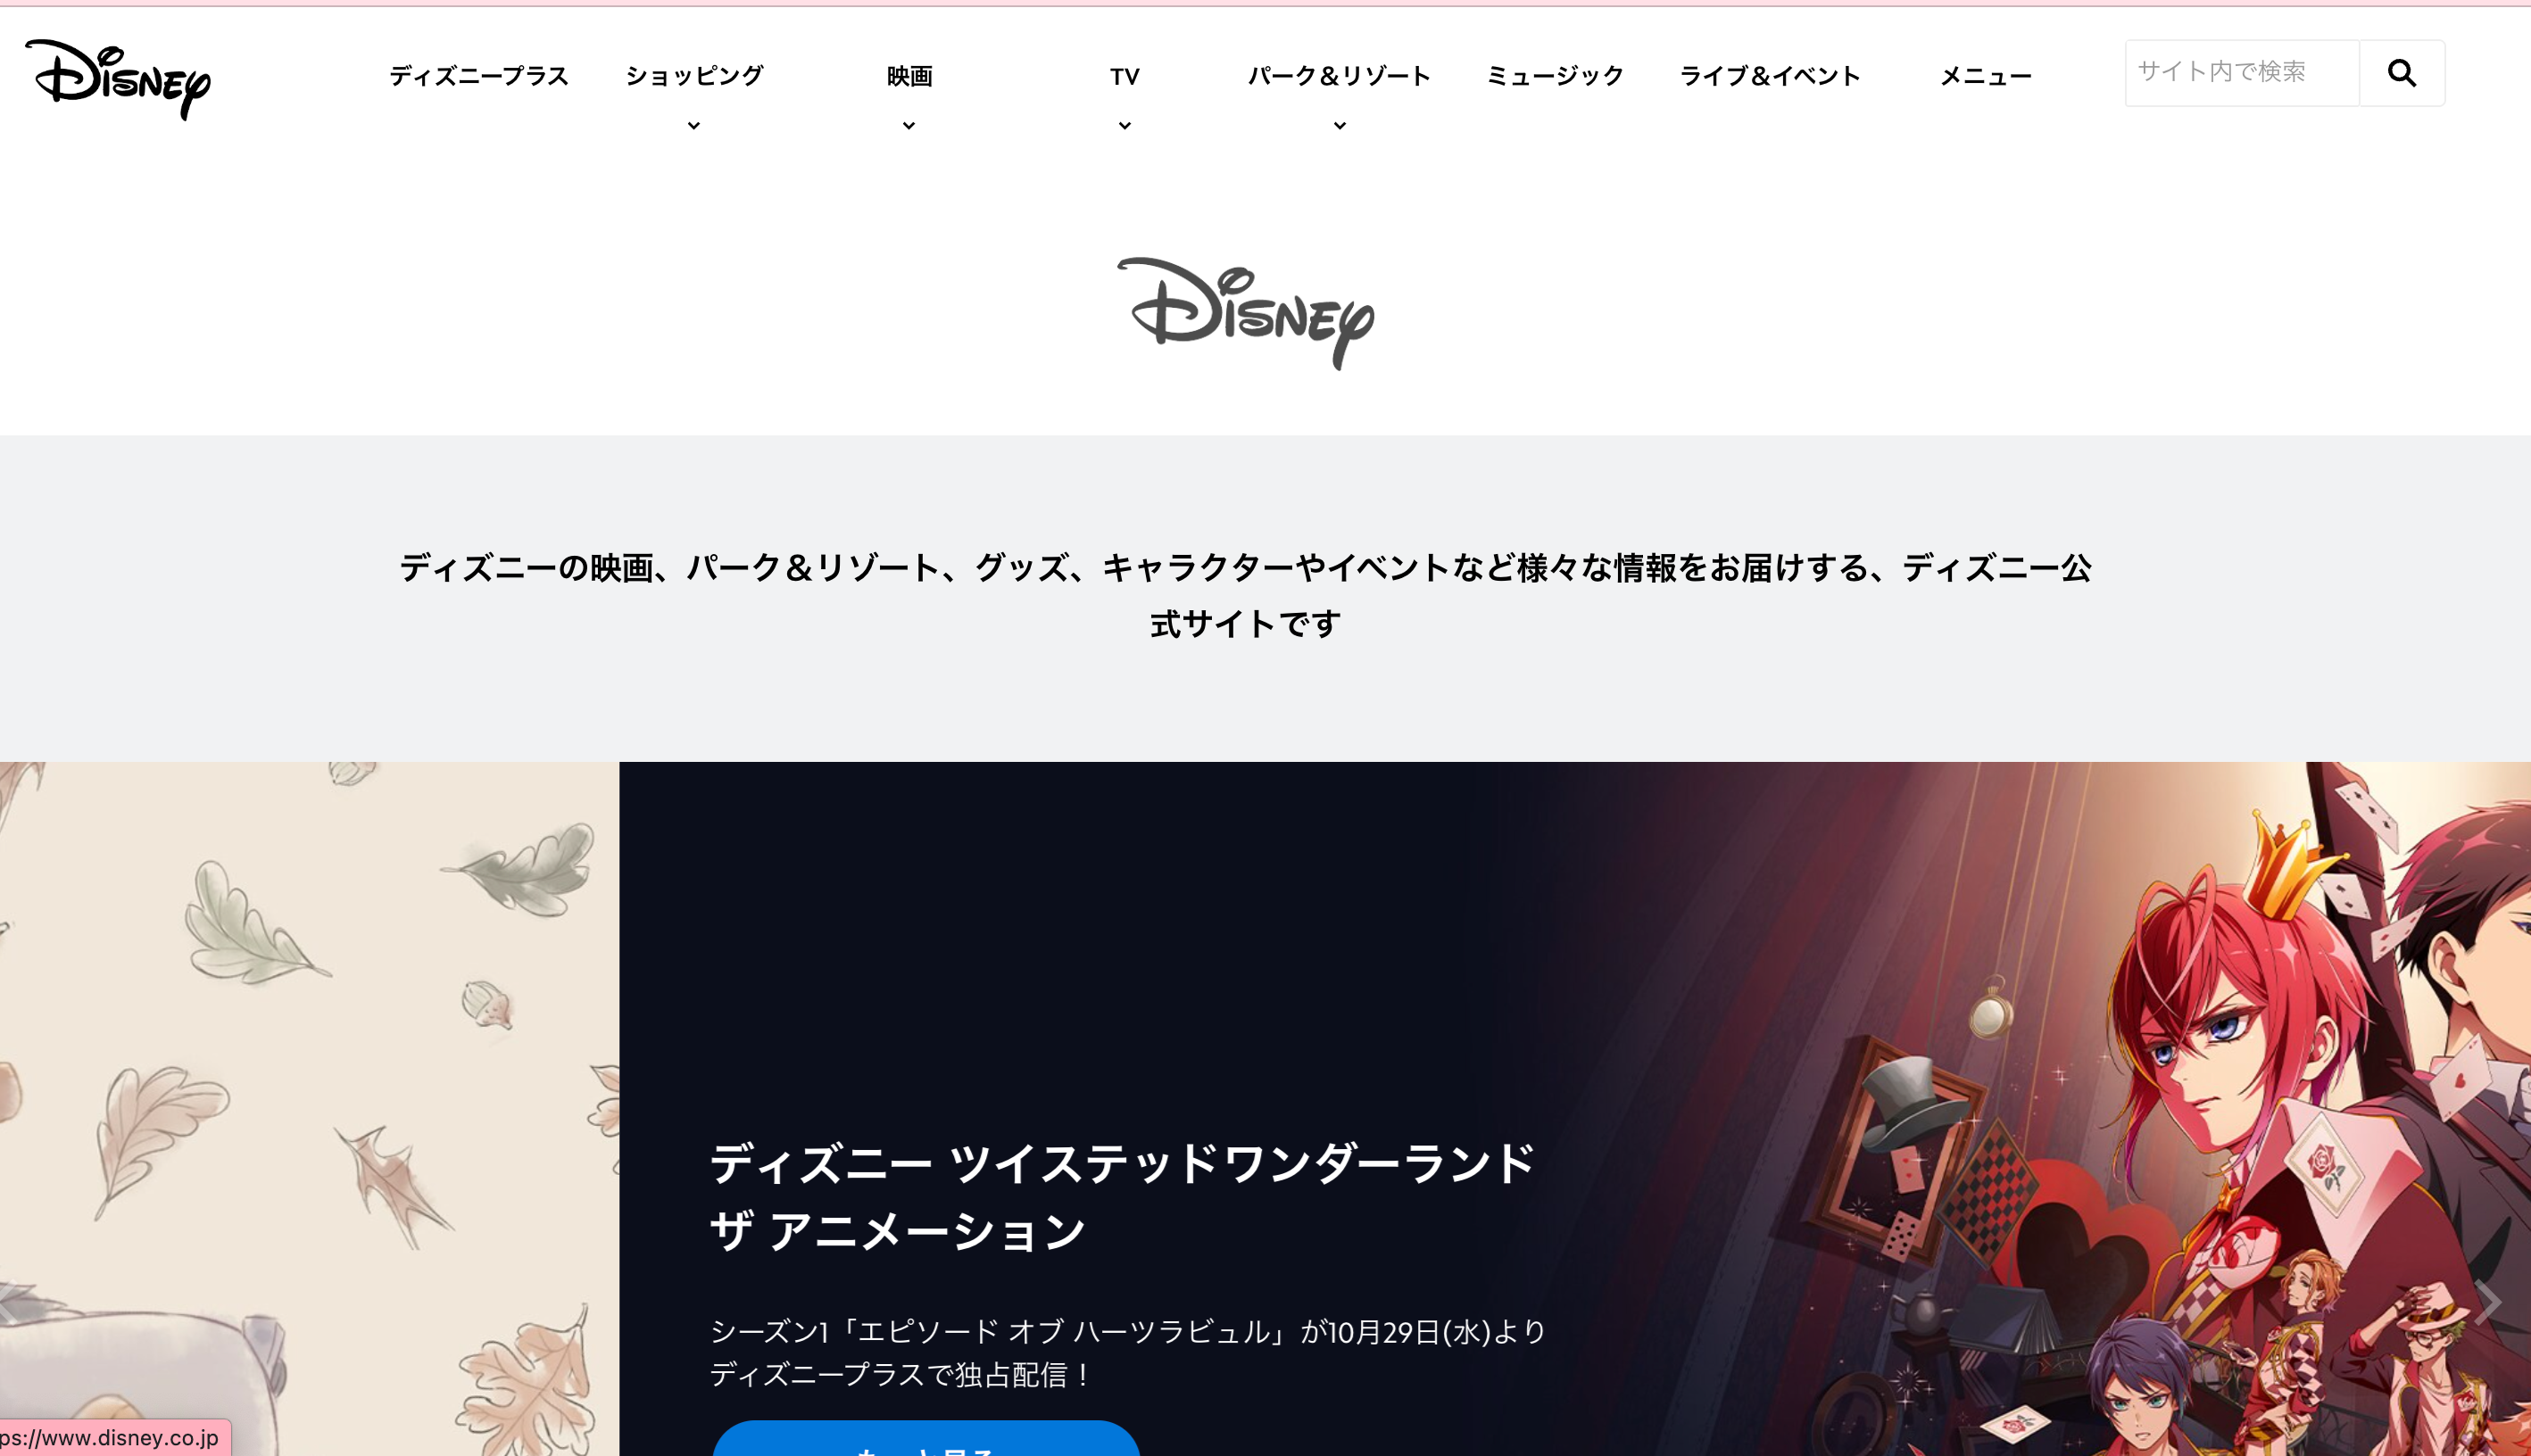 Disney
ディズニープラス
ショッピング
映画
TV
パーク＆リゾート
ミュージック
ライブ＆イベント
メニュー
サイト内で検索
Disney
ディズニーの映画、パーク＆リゾート、グッズ、キャラクターやイベントなど様々な情報をお届けする、ディズニー公
式サイトです
ディズニー ツイステッドワンダーランド
ザ アニメーション
シーズン1「エピソード オブ ハーツラビュル」が10月29日(水)より
ディズニープラスで独占配信！
もっと見る
ps://www.disney.co.jp